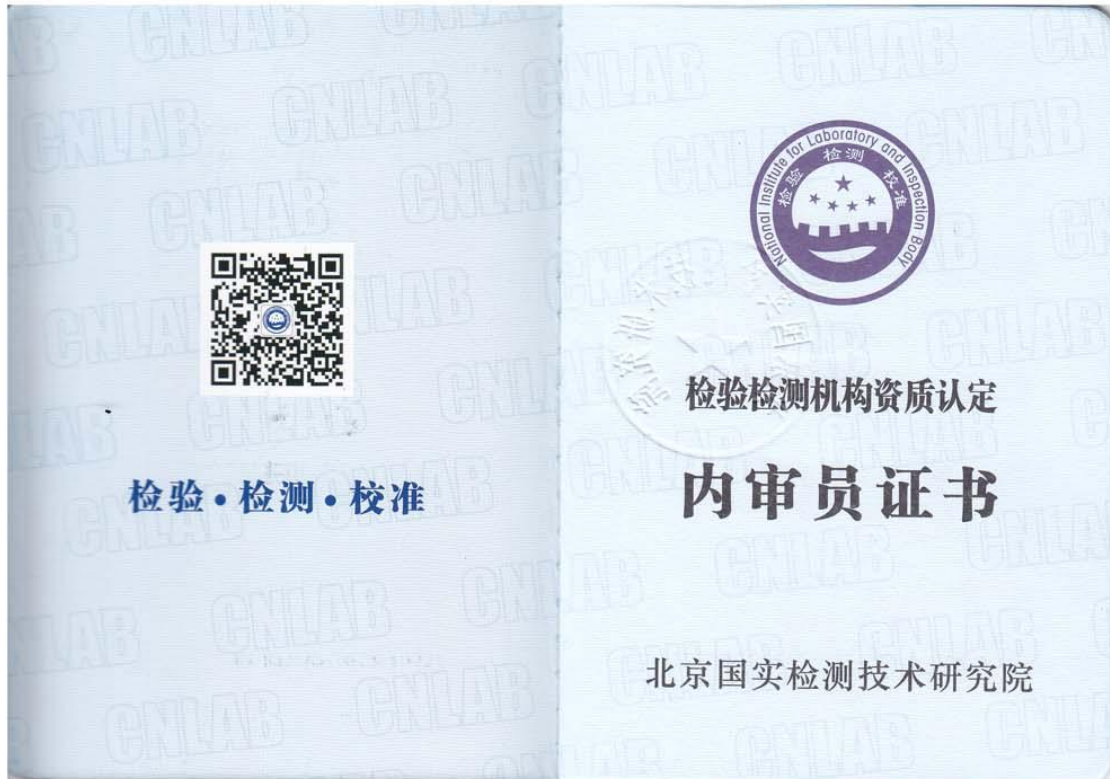 检验·检测·校准
National Institute for Laboratory and Inspection Body
检验 检测 校准
检验检测机构资质认定
内审员证书
北京国实检测技术研究院
CNLAB